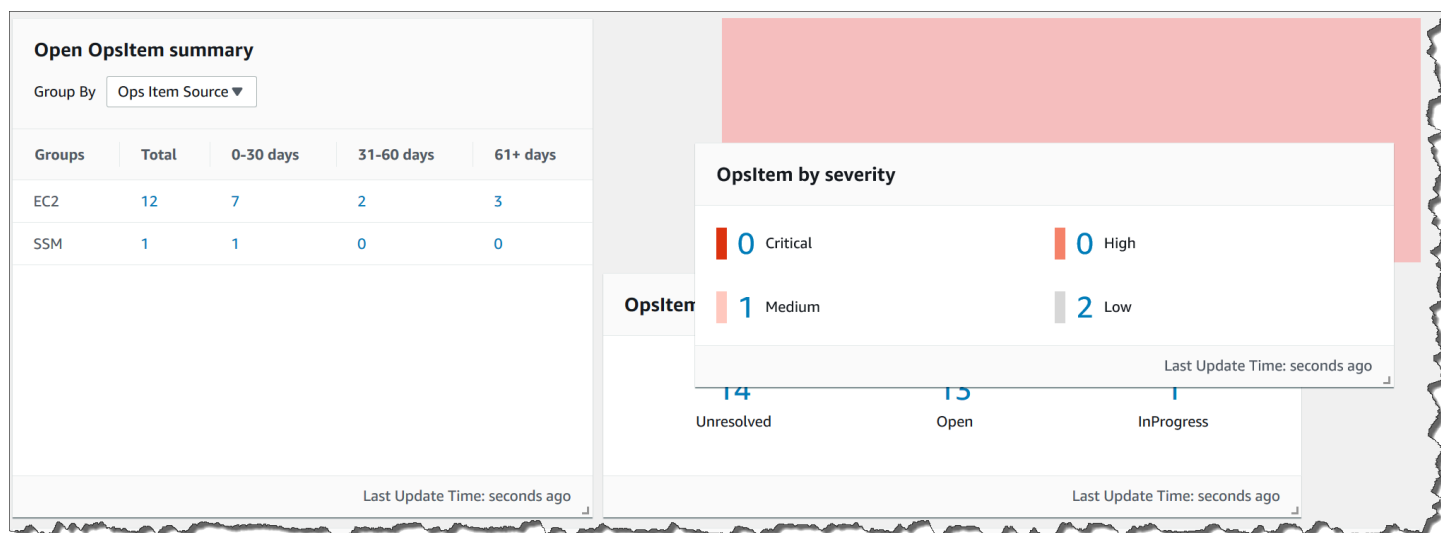 Open OpsItem summary
Group By Ops Item Source
Groups Total 0-30 days 31-60 days 61+ days
EC2 12 7 2 3
SSM 1 1 0 0
Last Update Time: seconds ago
OpsItem by severity
0 Critical 0 High
1 Medium 2 Low
Last Update Time: seconds ago
OpsItem
14 13 1
Unresolved Open InProgress
Last Update Time: seconds ago